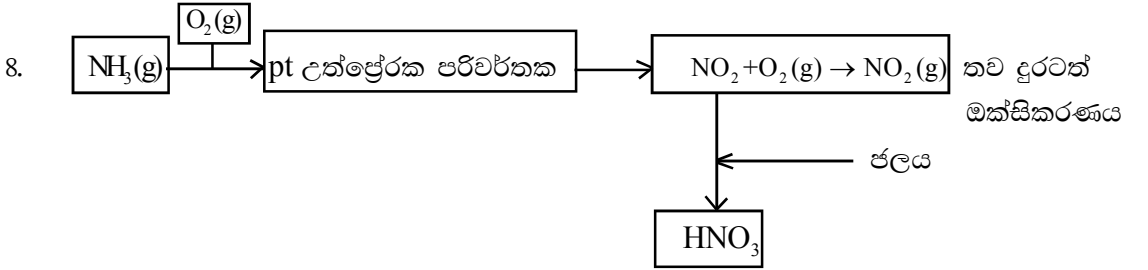 O₂(g)
8. NH₃(g) pt උත්ප්‍රේරක පරිවර්තක NO₂+O₂(g) → NO₂(g) තව දුරටත්
ඔක්සිකරණය
ජලය
HNO₃